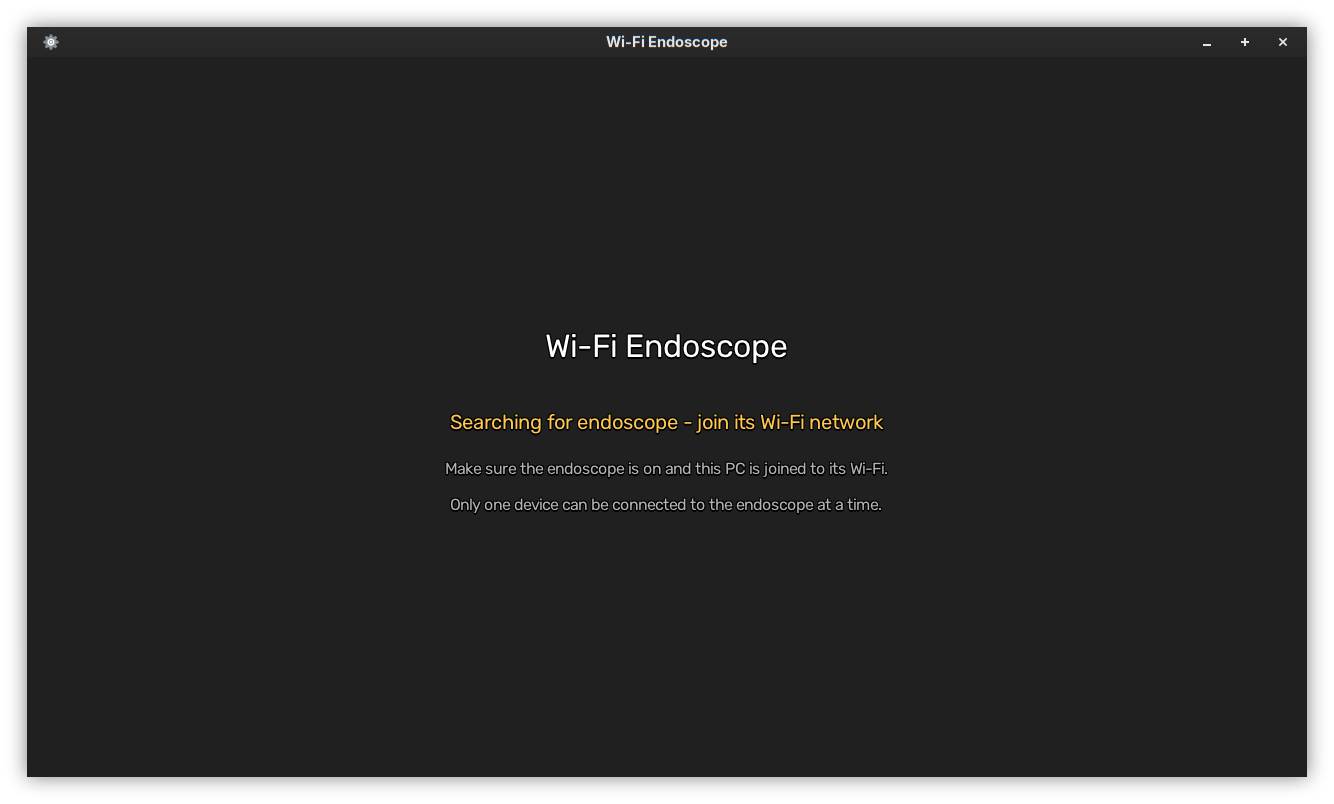 Wi-Fi Endoscope
Wi-Fi Endoscope
Searching for endoscope - join its Wi-Fi network
Make sure the endoscope is on and this PC is joined to its Wi-Fi.
Only one device can be connected to the endoscope at a time.